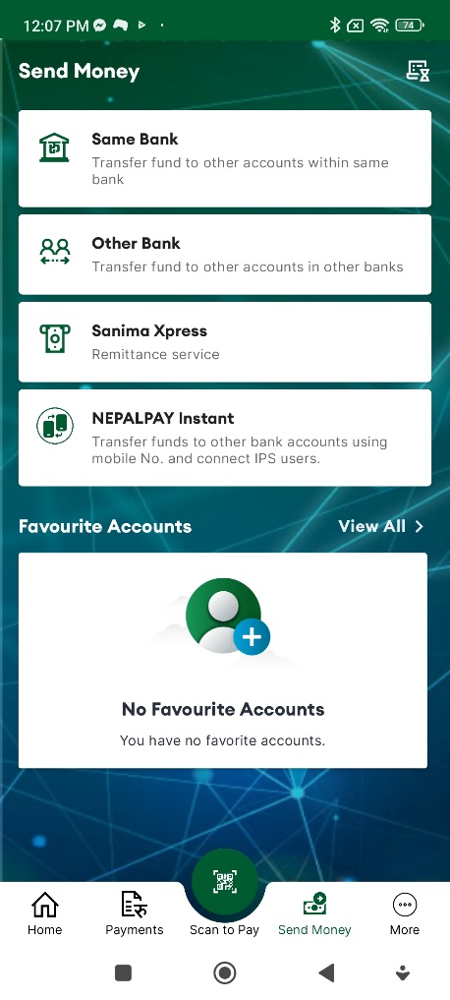 12:07 PM
74
Send Money
Same Bank
Transfer fund to other accounts within same
bank
Other Bank
Transfer fund to other accounts in other banks
Sanima Xpress
Remittance service
NEPALPAY Instant
Transfer funds to other bank accounts using
mobile No. and connect IPS users.
Favourite Accounts
View All
No Favourite Accounts
You have no favorite accounts.
Home
Payments
Scan to Pay
Send Money
More